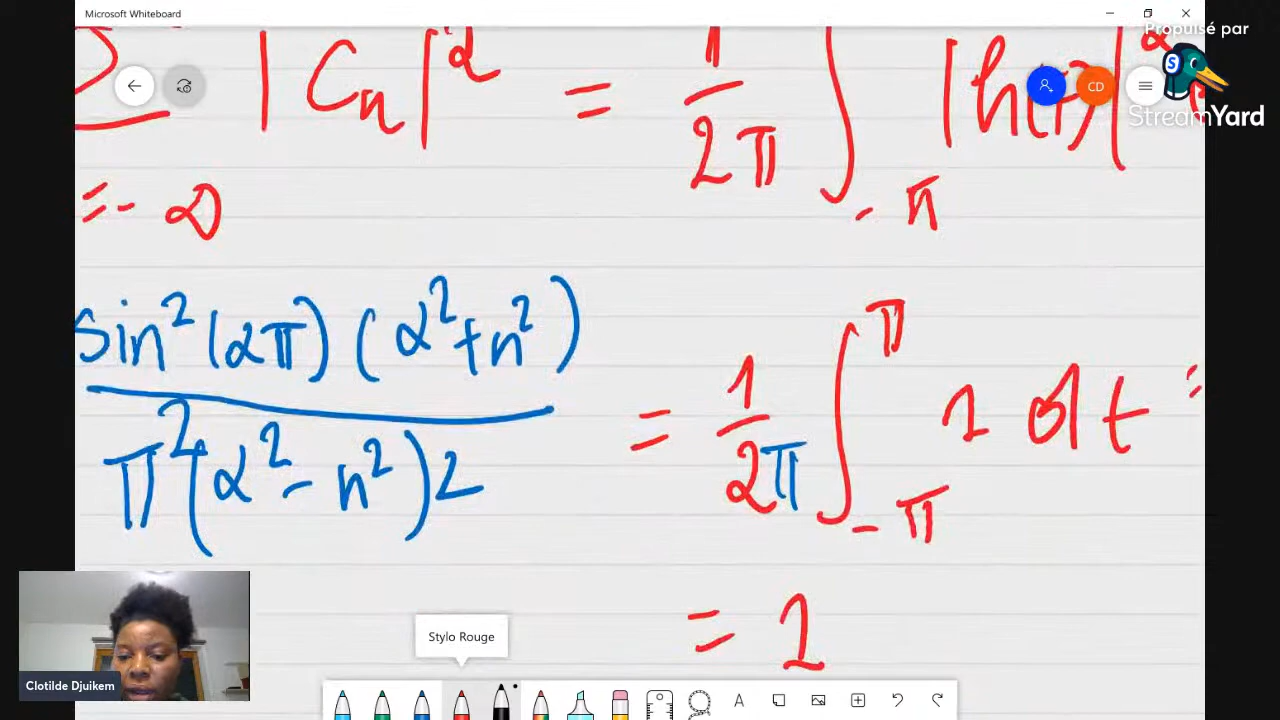 Microsoft Whiteboard
Propulsé par
StreamYard
CD
∑ |Cn|² = 1/2π ∫ |h(t)|²
= - ∞
- π
sin²(απ)(α²+n²) / π²(α²-n²)2 = 1/2π ∫_{-π}^{π} 1 dt =
= 1
Stylo Rouge
Clotilde Djuikem
A